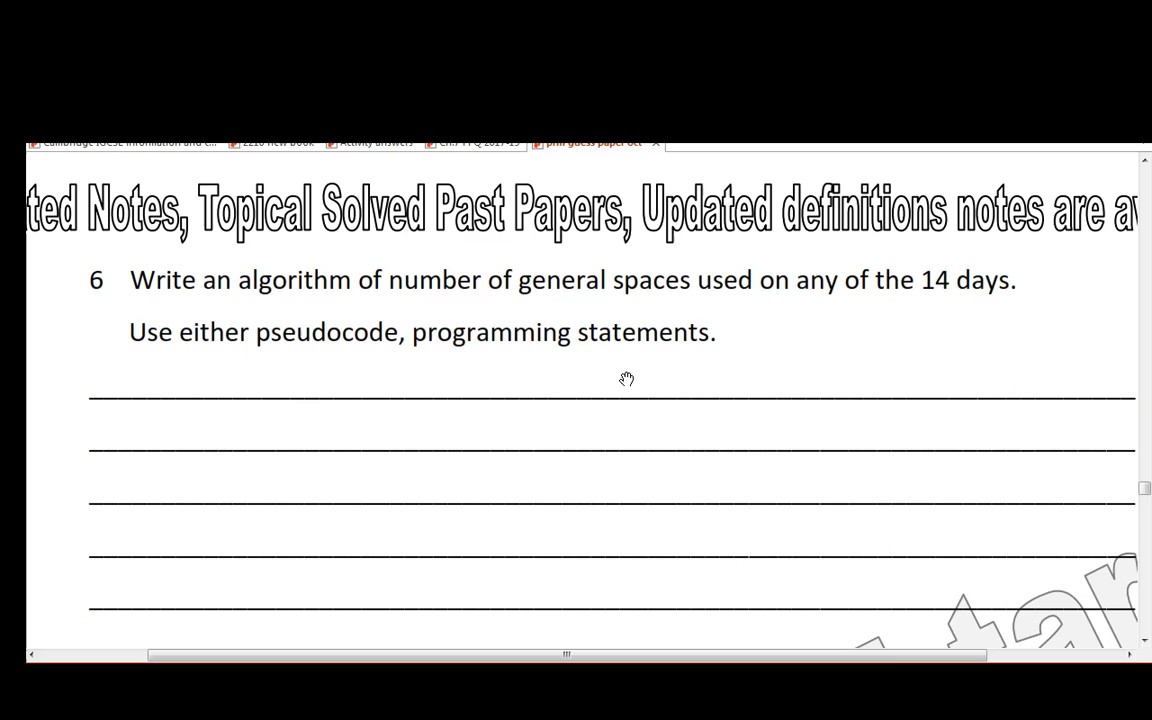 ted Notes, Topical Solved Past Papers, Updated definitions notes are av
6 Write an algorithm of number of general spaces used on any of the 14 days.
Use either pseudocode, programming statements.